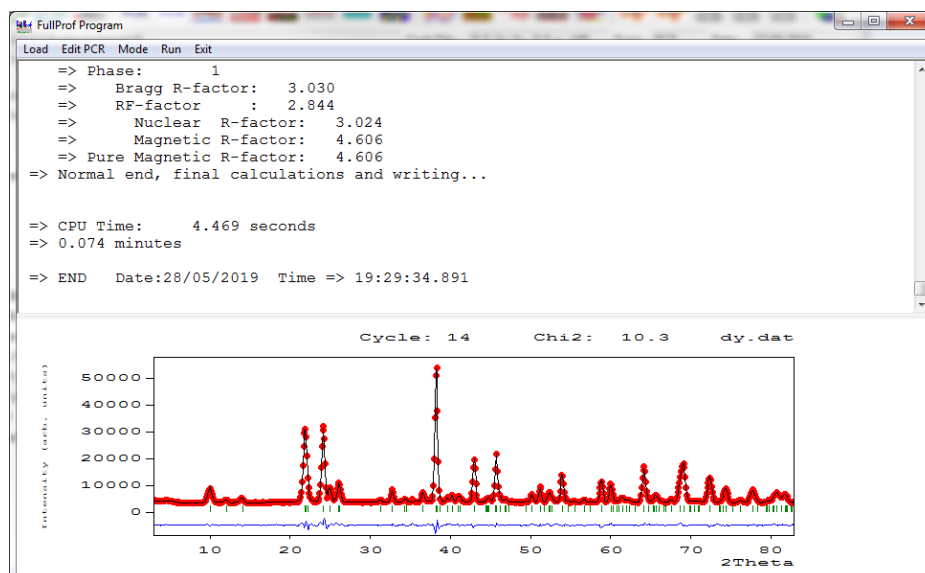 FullProf Program
Load Edit PCR Mode Run Exit
=> Phase: 1
=> Bragg R-factor: 3.030
=> RF-factor : 2.844
=> Nuclear R-factor: 3.024
=> Magnetic R-factor: 4.606
=> Pure Magnetic R-factor: 4.606
=> Normal end, final calculations and writing...
=> CPU Time: 4.469 seconds
=> 0.074 minutes
=> END Date:28/05/2019 Time => 19:29:34.891
Cycle: 14 Chi2: 10.3 dy.dat
Intensity (arb. units)
50000
40000
30000
20000
10000
0
10 20 30 40 50 60 70 80
2Theta